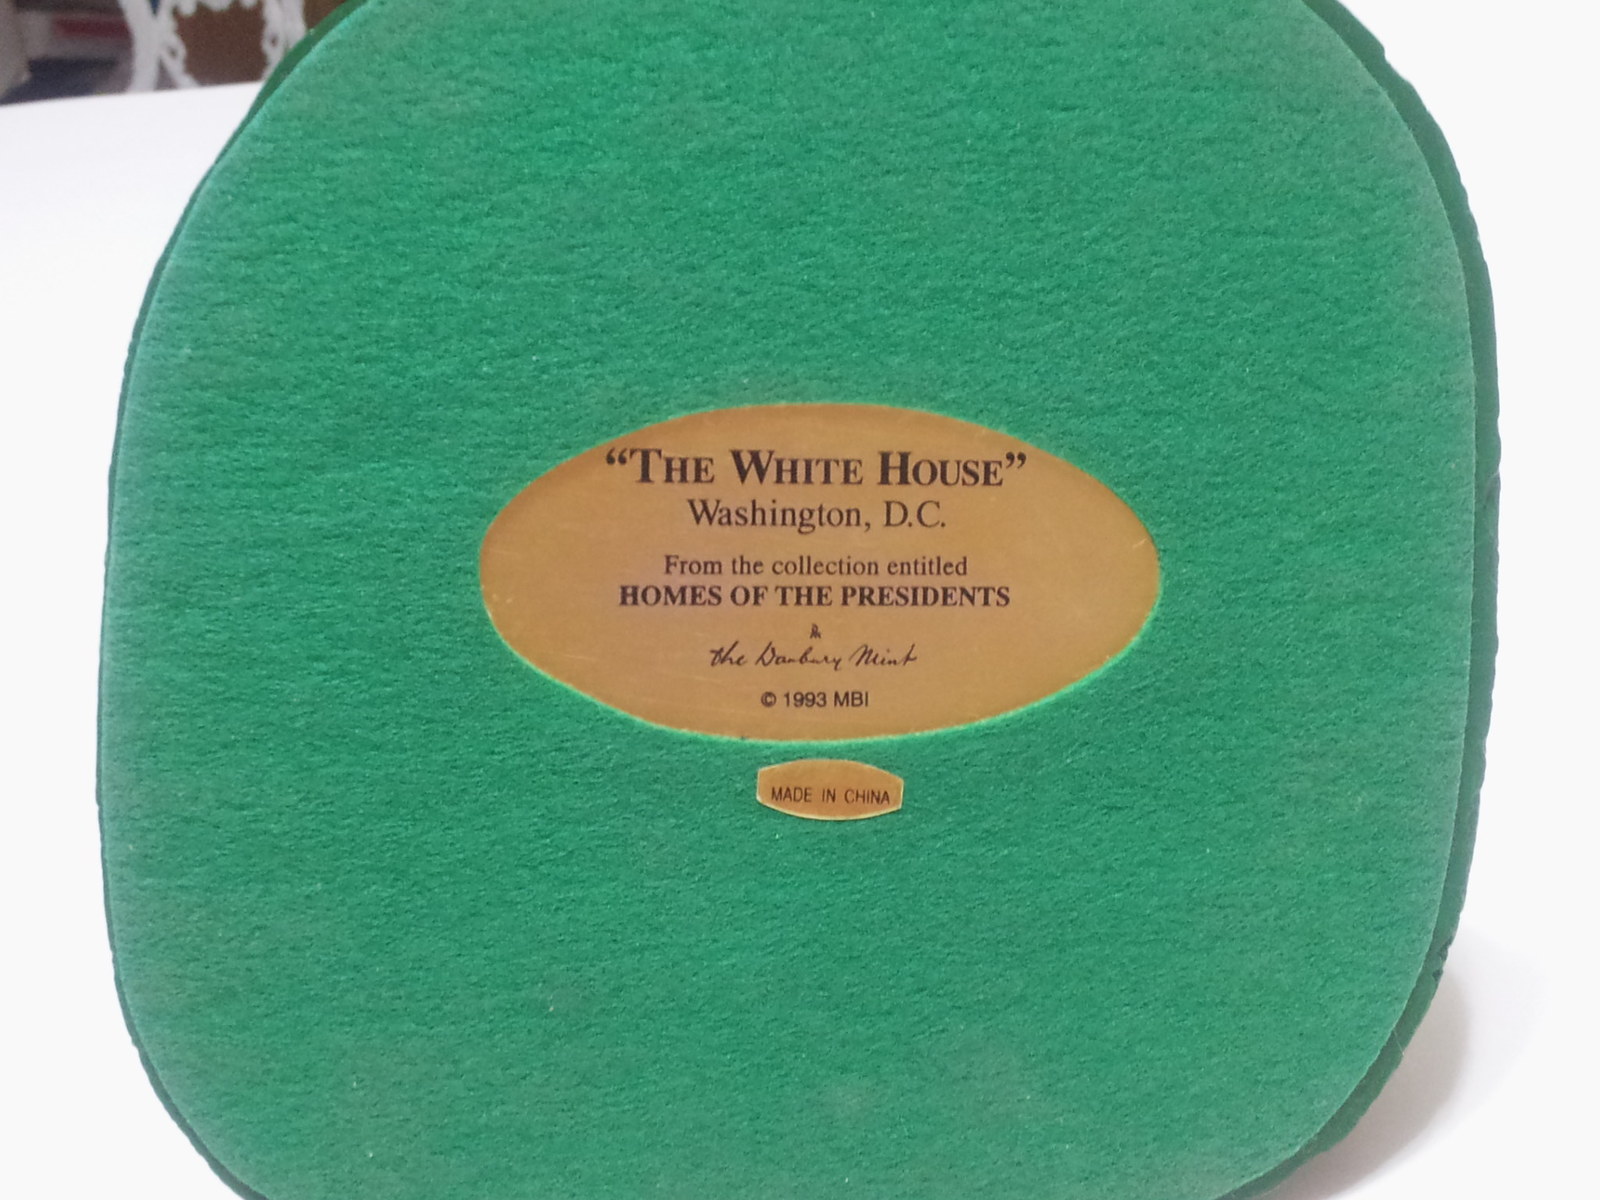 “THE WHITE HOUSE”
Washington, D.C.
From the collection entitled
HOMES OF THE PRESIDENTS
the Danbury Mint
© 1993 MBI
MADE IN CHINA